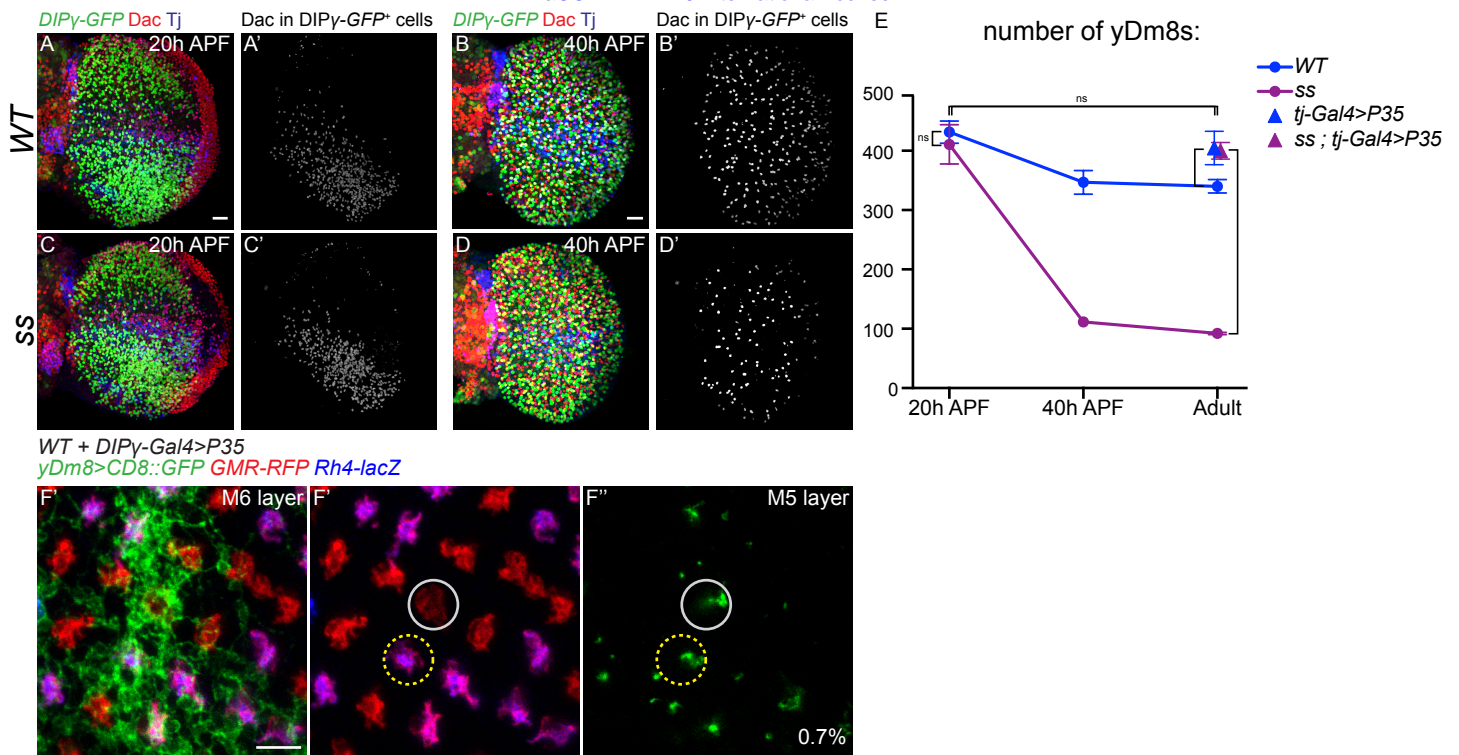 DIPγ-GFP Dac Tj
Dac in DIPγ-GFP⁺ cells
DIPγ-GFP Dac Tj
Dac in DIPγ-GFP⁺ cells
WT
A
20h APF
A'
B
40h APF
B'
ss
C
20h APF
C'
D
40h APF
D'
E
number of yDm8s:
WT
ss
tj-Gal4>P35
ss ; tj-Gal4>P35
ns
ns
500
400
300
200
100
0
20h APF
40h APF
Adult
WT + DIPγ-Gal4>P35
yDm8>CD8::GFP GMR-RFP Rh4-lacZ
F'
M6 layer
F'
F''
M5 layer
0.7%